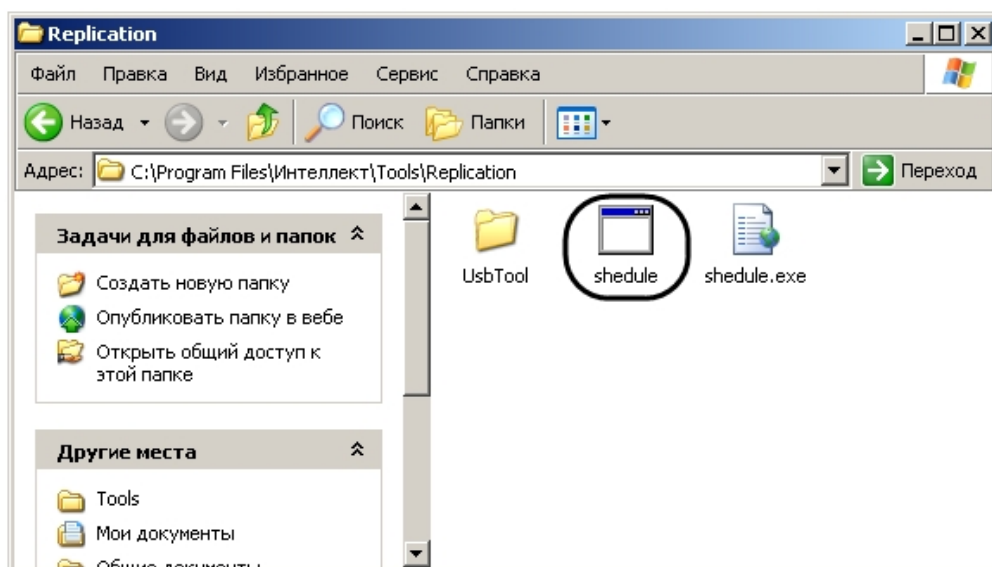 Replication
Файл Правка Вид Избранное Сервис Справка
Назад Поиск Папки
Адрес: C:\Program Files\Интеллект\Tools\Replication Переход
Задачи для файлов и папок
Создать новую папку
Опубликовать папку в вебе
Открыть общий доступ к
этой папке
Другие места
Tools
Мои документы
Общие документы
UsbTool shedule shedule.exe